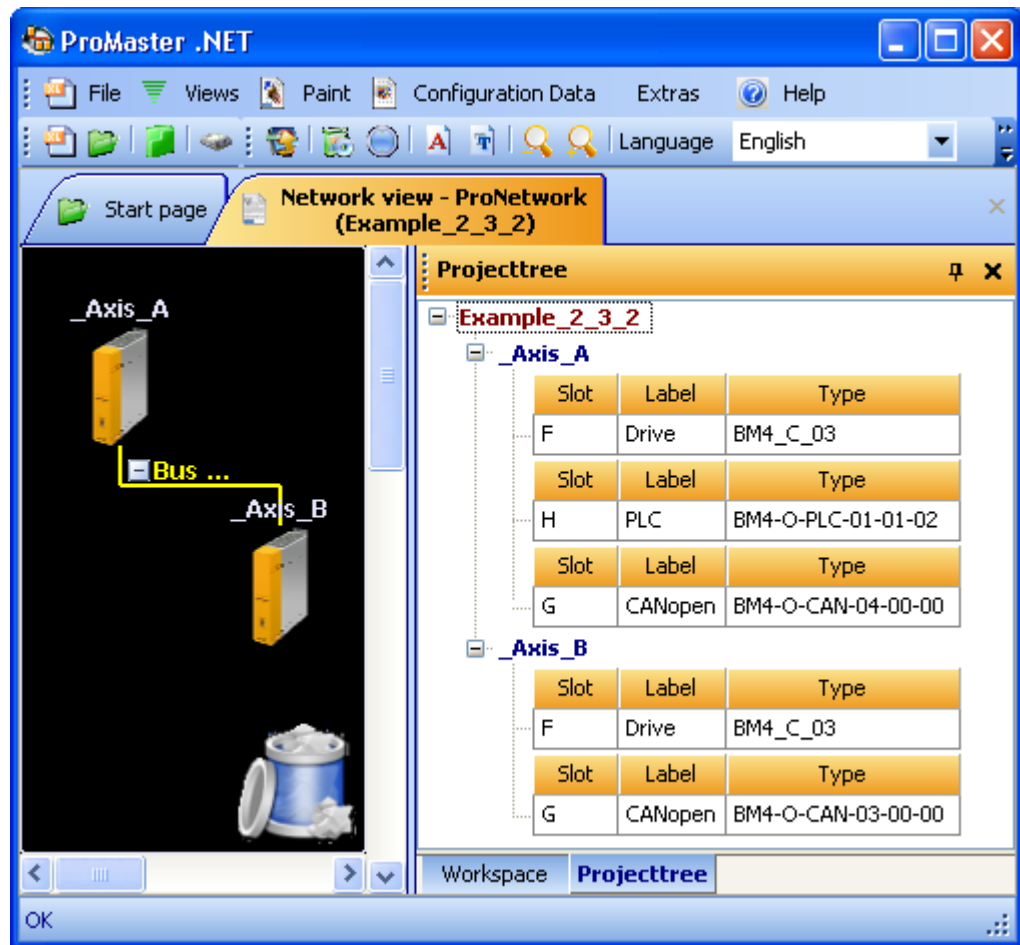 ProMaster .NET
File Views Paint Configuration Data Extras Help
Language English
Start page
Network view - ProNetwork
(Example_2_3_2)
_Axis_A
Bus ...
_Axis_B
Projecttree
Example_2_3_2
_Axis_A
Slot Label Type
F Drive BM4_C_03
Slot Label Type
H PLC BM4-O-PLC-01-01-02
Slot Label Type
G CANopen BM4-O-CAN-04-00-00
_Axis_B
Slot Label Type
F Drive BM4_C_03
Slot Label Type
G CANopen BM4-O-CAN-03-00-00
Workspace Projecttree
OK